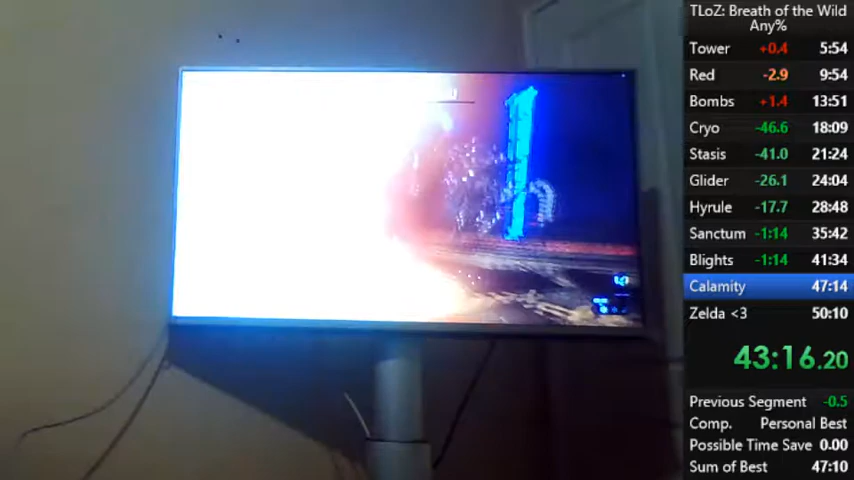 TLoZ: Breath of the Wild
Any%
Tower +0.4 5:54
Red -2.9 9:54
Bombs +1.4 13:51
Cryo -46.6 18:09
Stasis -41.0 21:24
Glider -26.1 24:04
Hyrule -17.7 28:48
Sanctum -1:14 35:42
Blights -1:14 41:34
Calamity 47:14
Zelda <3 50:10
43:16.20
Previous Segment -0.5
Comp. Personal Best
Possible Time Save 0.00
Sum of Best 47:10